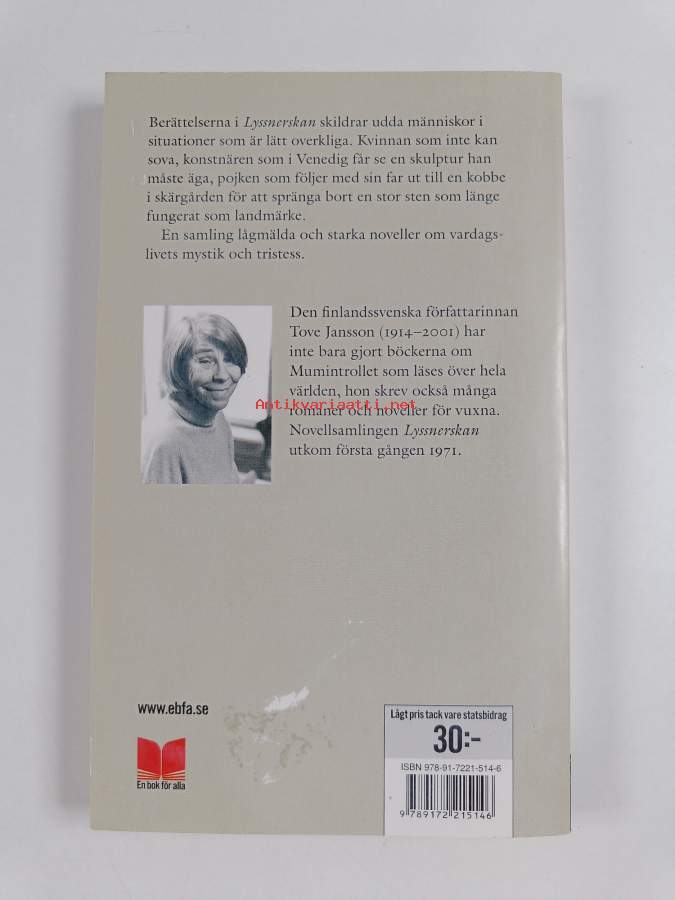 Berättelserna i Lyssnerskan skildrar udda människor i
situationer som är lätt overkliga. Kvinnan som inte kan
sova, konstnären som i Venedig får se en skulptur han
måste äga, pojken som följer med sin far ut till en kobbe
i skärgården för att spränga bort en stor sten som länge
fungerat som landmärke.
En samling lågmälda och starka noveller om vardags-
livets mystik och tristess.
Den finlandssvenska författarinnan
Tove Jansson (1914–2001) har
inte bara gjort böckerna om
Mumintrollet som läses över hela
världen, hon skrev också många
Antikvariaatti.net
romaner och noveller för vuxna.
Novellsamlingen Lyssnerskan
utkom första gången 1971.
www.ebfa.se
En bok för alla
Lågt pris tack vare statsbidrag
30:-
ISBN 978-91-7221-514-6
9 789172 215146